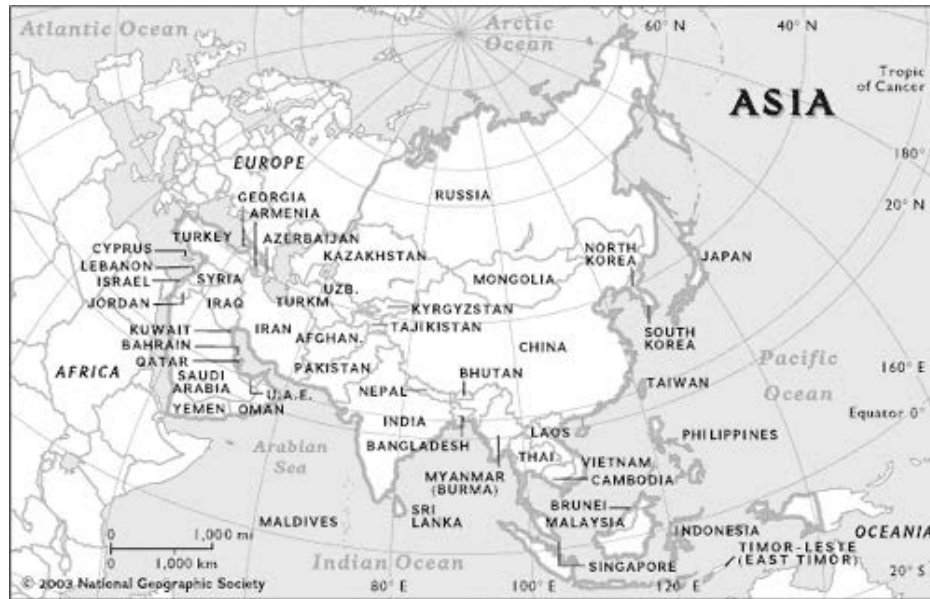 Atlantic Ocean
Arctic
Ocean
60° N
40° N
Tropic
of Cancer
ASIA
180°
20° N
EUROPE
GEORGIA
ARMENIA
RUSSIA
TURKEY
AZERBAIJAN
CYPRUS
LEBANON
ISRAEL
JORDAN
SYRIA
IRAQ
KAZAKHSTAN
UZB.
TURKM.
MONGOLIA
NORTH
KOREA
JAPAN
KYRGYZSTAN
TAJIKISTAN
KUWAIT
BAHRAIN
QATAR
IRAN
AFGHAN.
CHINA
SOUTH
KOREA
Pacific
Ocean
160° E
AFRICA
SAUDI
ARABIA
PAKISTAN
BHUTAN
NEPAL
TAIWAN
U.A.E.
YEMEN
OMAN
Equator 0°
INDIA
BANGLADESH
LAOS
PHILIPPINES
Arabian
Sea
THAI.
VIETNAM
CAMBODIA
MYANMAR
(BURMA)
SRI
LANKA
BRUNEI
MALAYSIA
MALDIVES
INDONESIA
OCEANIA
0 1,000 mi
0 1,000 km
Indian Ocean
SINGAPORE
TIMOR-LESTE
(EAST TIMOR)
© 2003 National Geographic Society
80° E
100° E
120° E
20° S